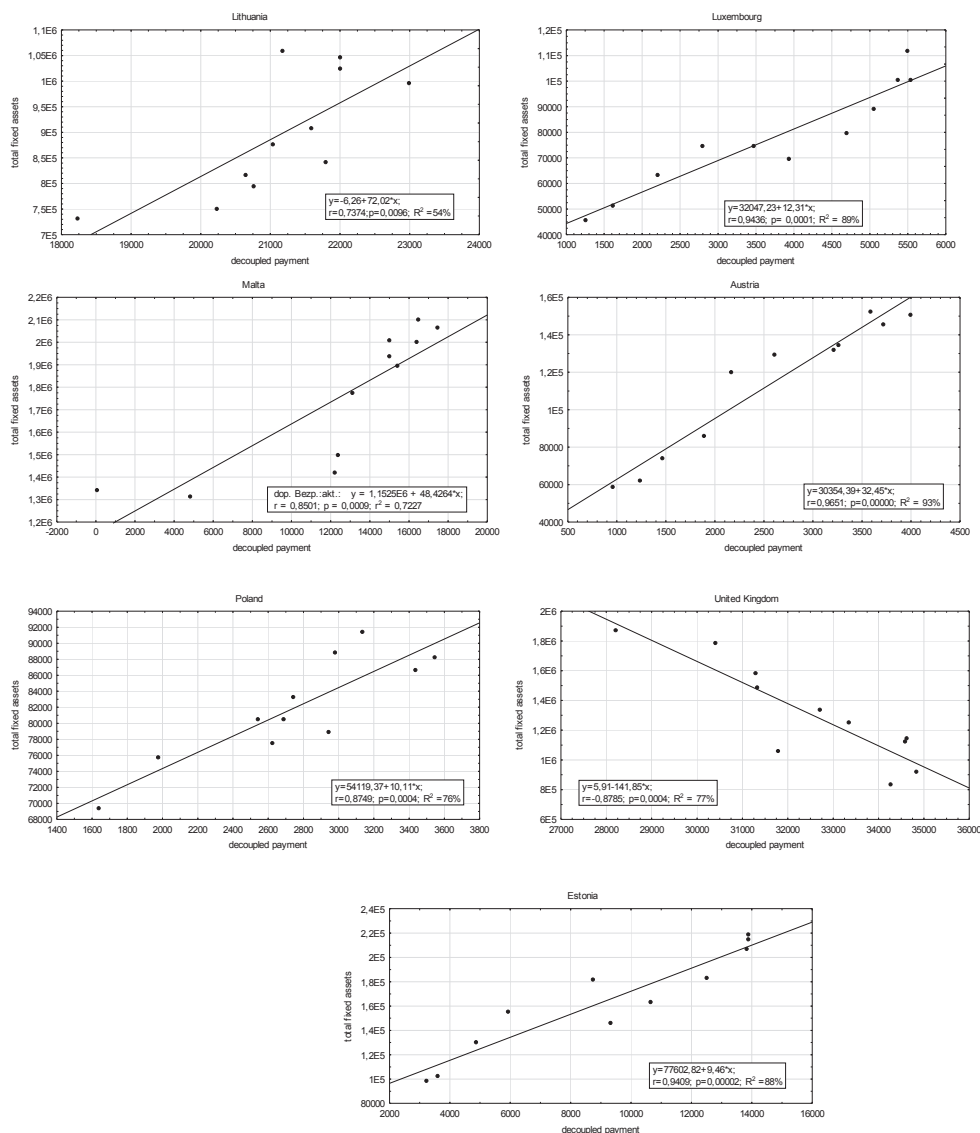 Lithuania
total fixed assets
1,1E6
1,05E6
1E6
9,5E5
9E5
8,5E5
8E5
7,5E5
7E5
y=-6,26+72,02*x;
r=0,7374;p=0,0096; R² =54%
18000 19000 20000 21000 22000 23000 24000
decoupled payment
Luxembourg
total fixed assets
1,2E5
1,1E5
1E5
90000
80000
70000
60000
50000
40000
y=32047,23+12,31*x;
r=0,9436; p= 0,0001; R² = 89%
1000 1500 2000 2500 3000 3500 4000 4500 5000 5500 6000
decoupled payment
Malta
total fixed assets
2,2E6
2,1E6
2E6
1,9E6
1,8E6
1,7E6
1,6E6
1,5E6
1,4E6
1,3E6
1,2E6
dop. Bezp.:akt.: y = 1,1525E6 + 48,4264*x;
r = 0,8501; p = 0,0009; r² = 0,7227
-2000 0 2000 4000 6000 8000 10000 12000 14000 16000 18000 20000
decoupled payment
Austria
total fixed assets
1,6E5
1,4E5
1,2E5
1E5
80000
60000
40000
y=30354,39+32,45*x;
r=0,9651; p=0,00000; R² = 93%
500 1000 1500 2000 2500 3000 3500 4000 4500
decoupled payment
Poland
total fixed assets
94000
92000
90000
88000
86000
84000
82000
80000
78000
76000
74000
72000
70000
68000
y=54119,37+10,11*x;
r=0,8749; p=0,0004; R² =76%
1400 1600 1800 2000 2200 2400 2600 2800 3000 3200 3400 3600 3800
decoupled payment
United Kingdom
total fixed assets
2E6
1,8E6
1,6E6
1,4E6
1,2E6
1E6
8E5
6E5
y=5,91-141,85*x;
r=-0,8785; p=0,0004; R² = 77%
27000 28000 29000 30000 31000 32000 33000 34000 35000 36000
decoupled payment
Estonia
total fixed assets
2,4E5
2,2E5
2E5
1,8E5
1,6E5
1,4E5
1,2E5
1E5
80000
y=77602,82+9,46*x;
r=0,9409; p=0,00002; R² =88%
2000 4000 6000 8000 10000 12000 14000 16000
decoupled payment